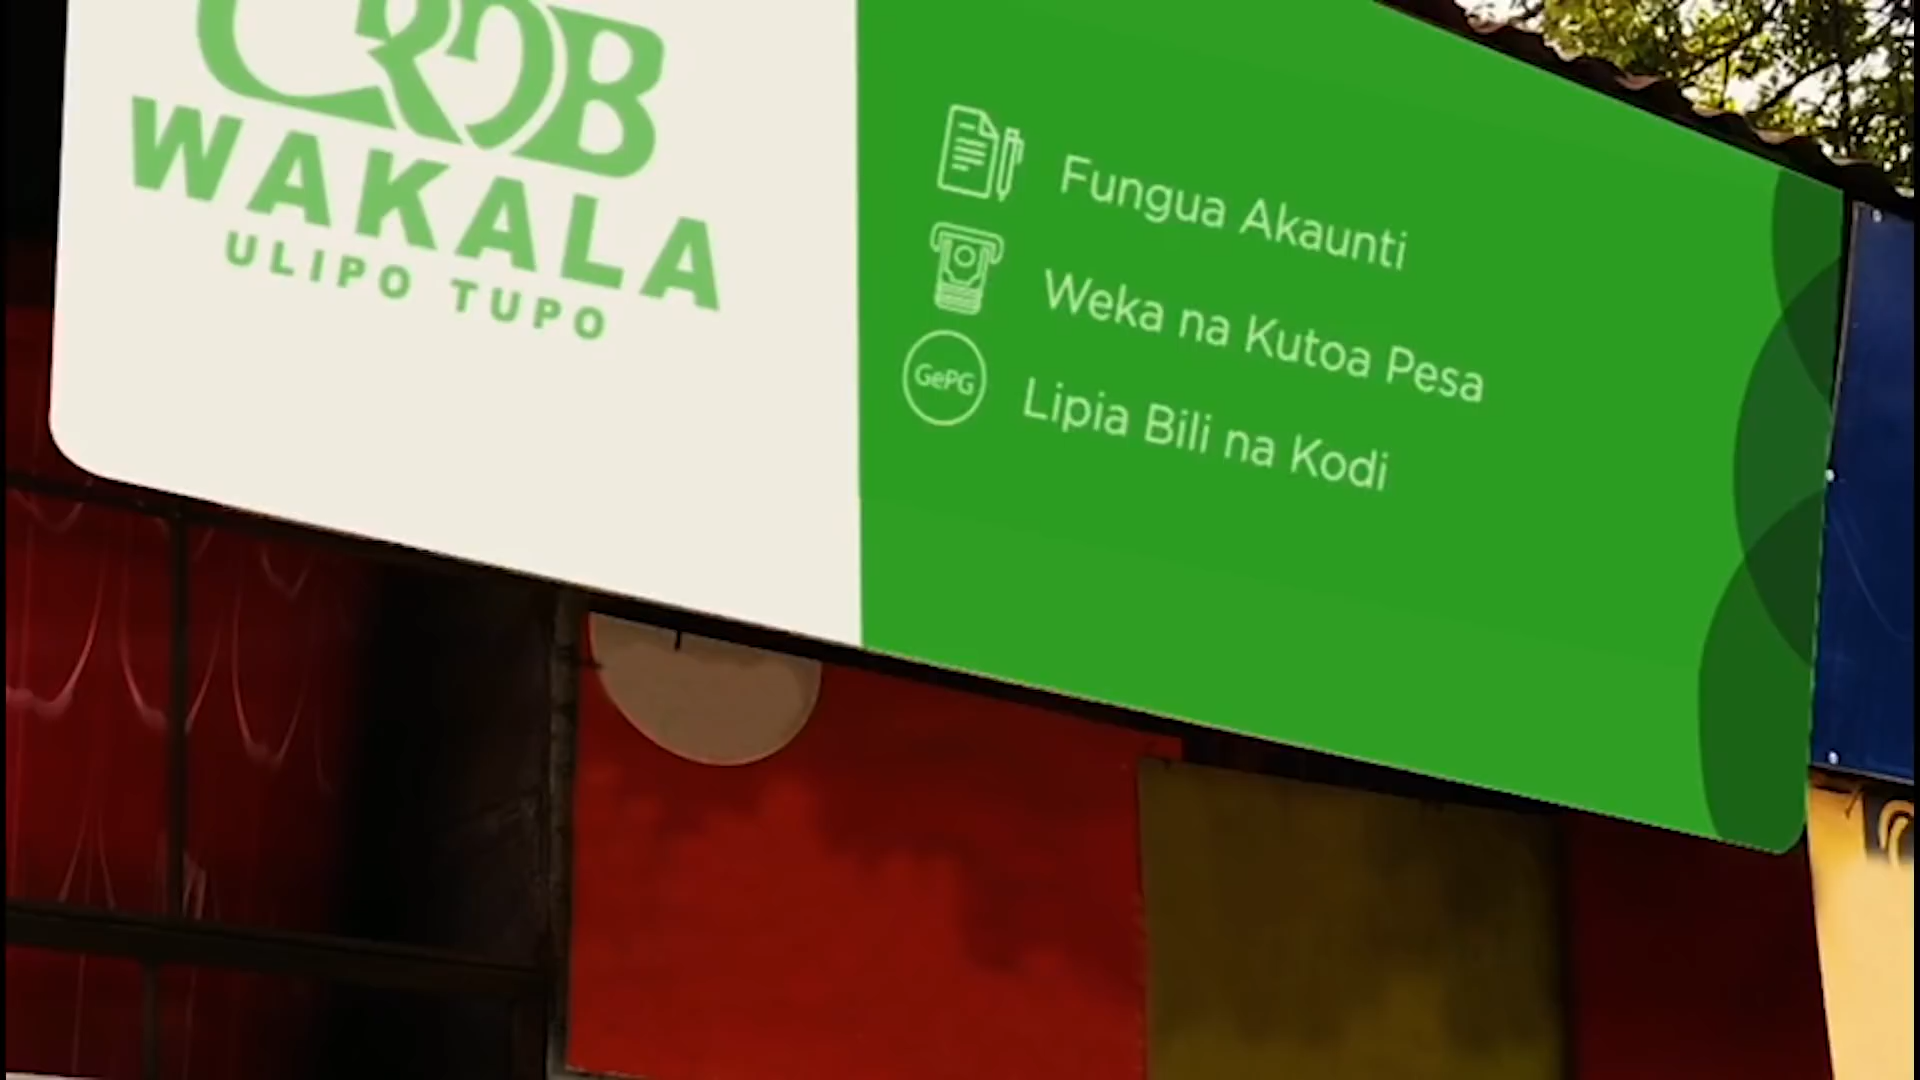 CRDB
WAKALA
ULIPO TUPO
Fungua Akaunti
Weka na Kutoa Pesa
GePG
Lipia Bili na Kodi